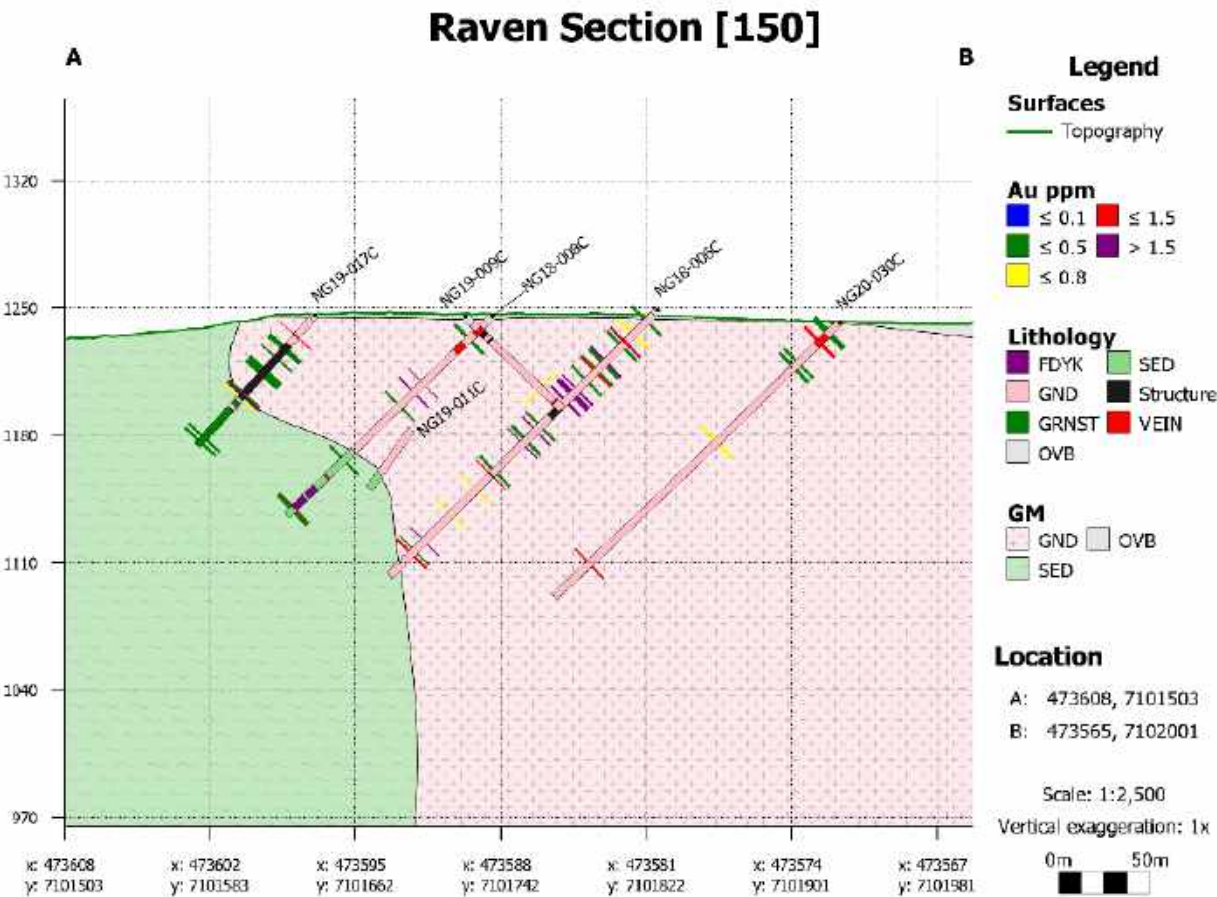 Raven Section [150]
A
B
1320
1250
1180
1110
1040
970
NG19-017C
NG19-009C
NG18-008C
NG18-006C
NG20-030C
NG19-011C
x: 473608
y: 7101503
x: 473602
y: 7101583
x: 473595
y: 7101662
x: 473588
y: 7101742
x: 473581
y: 7101822
x: 473574
y: 7101901
x: 473567
y: 7101981
Legend
Surfaces
Topography
Au ppm
≤ 0.1 ≤ 1.5
≤ 0.5 > 1.5
≤ 0.8
Lithology
FDYK SED
GND Structure
GRNST VEIN
OVB
GM
GND OVB
SED
Location
A: 473608, 7101503
B: 473565, 7102001
Scale: 1:2,500
Vertical exaggeration: 1x
0m 50m